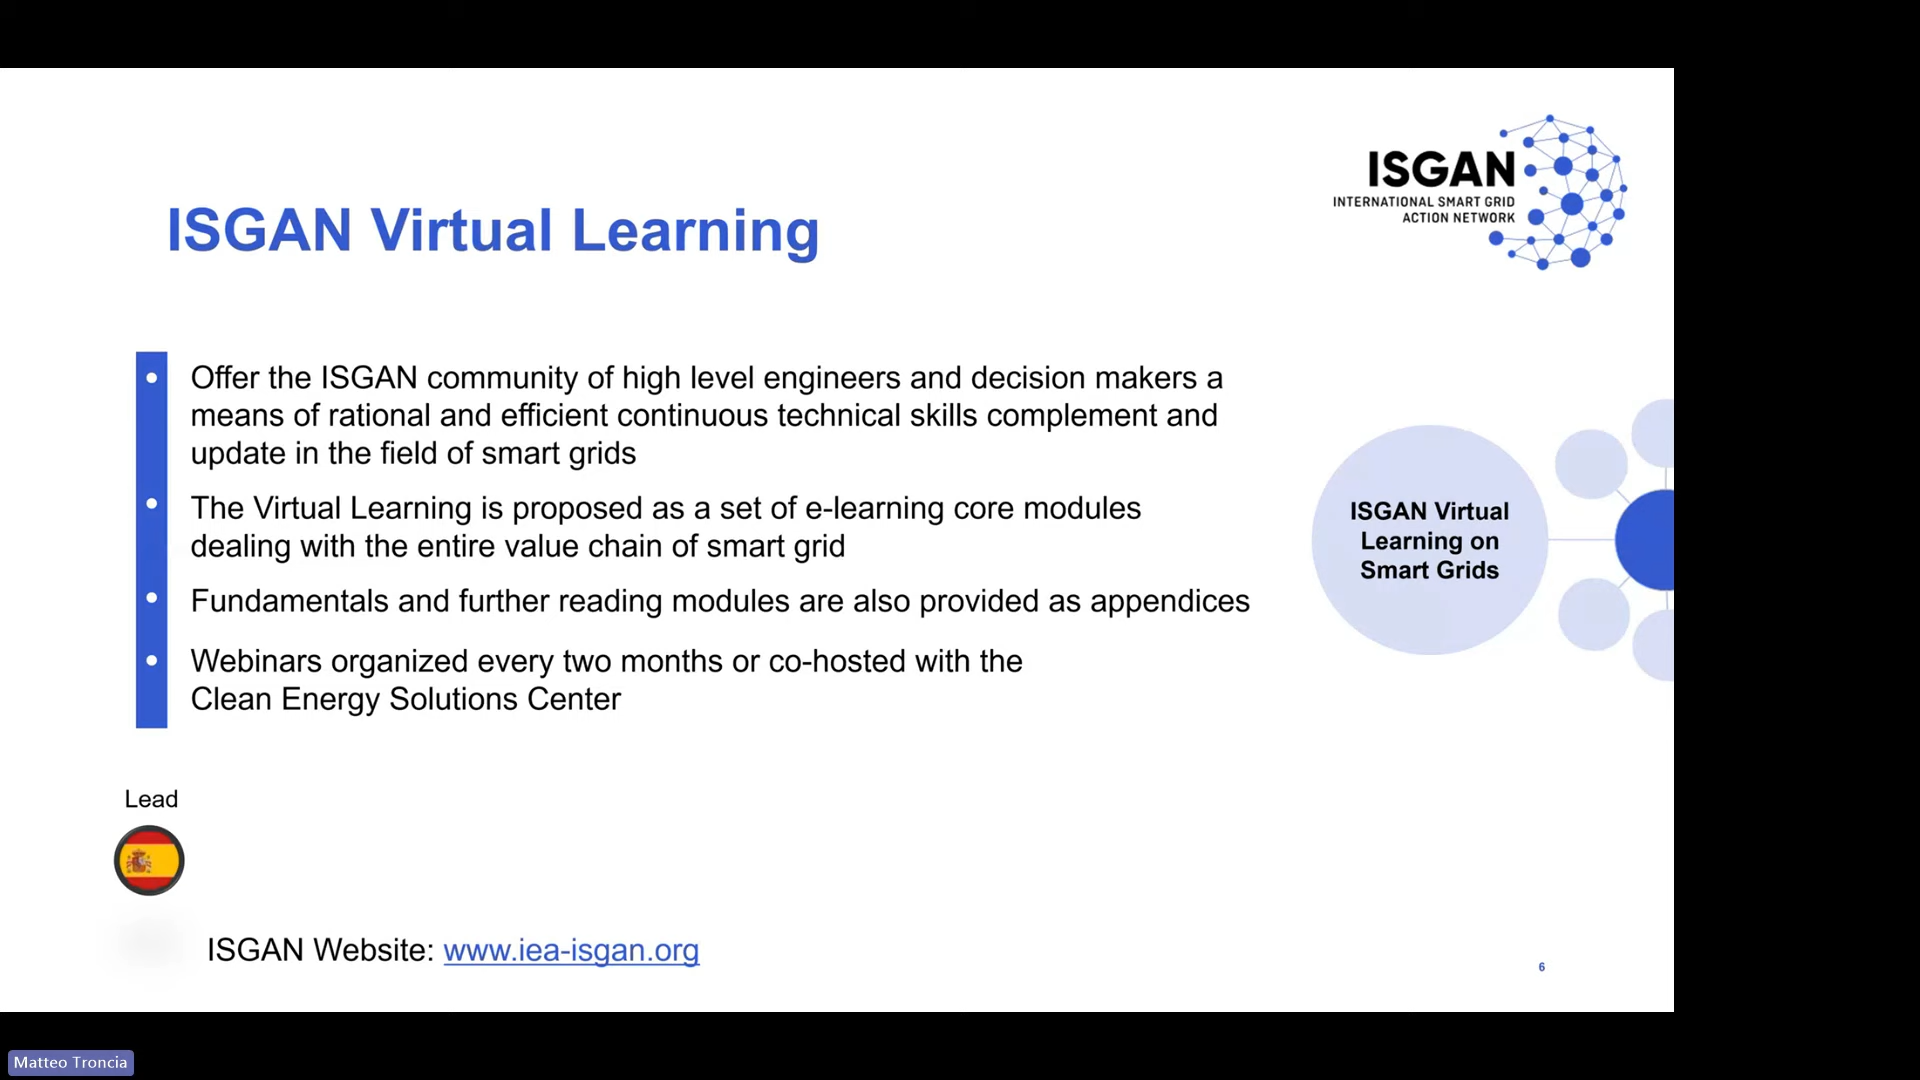 ISGAN
INTERNATIONAL SMART GRID
ACTION NETWORK
ISGAN Virtual Learning
• Offer the ISGAN community of high level engineers and decision makers a
means of rational and efficient continuous technical skills complement and
update in the field of smart grids
• The Virtual Learning is proposed as a set of e-learning core modules
dealing with the entire value chain of smart grid
• Fundamentals and further reading modules are also provided as appendices
• Webinars organized every two months or co-hosted with the
Clean Energy Solutions Center
ISGAN Virtual
Learning on
Smart Grids
Lead
ISGAN Website: www.iea-isgan.org
6
Matteo Troncia